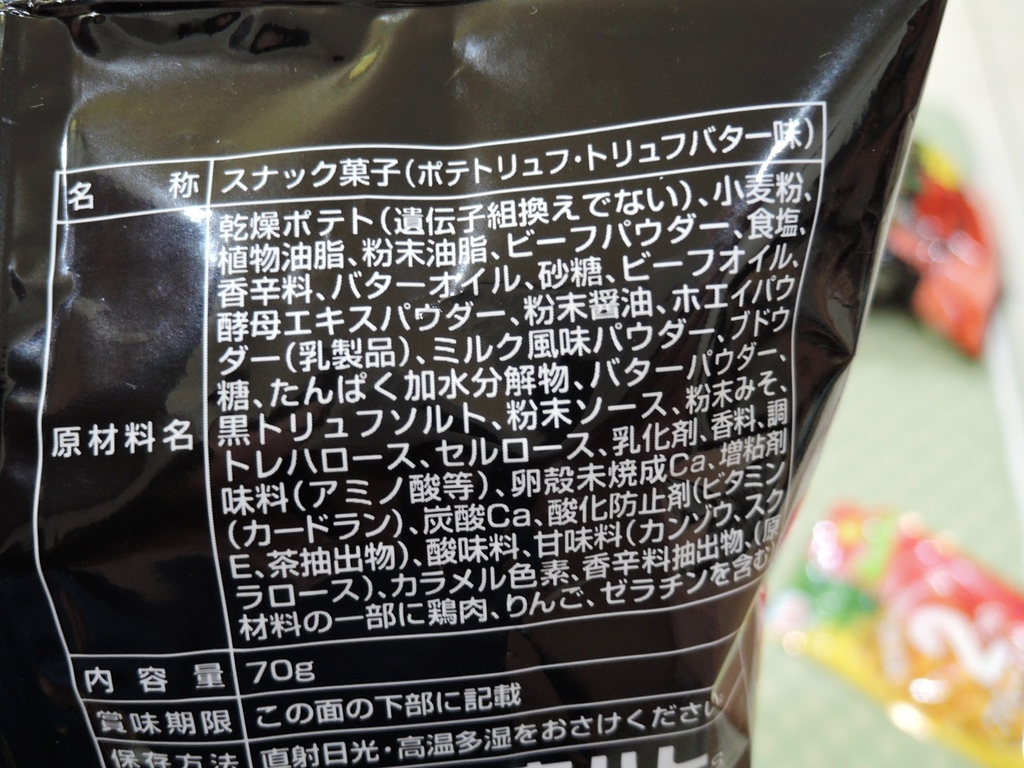 名称 スナック菓子(ポテトリュフ・トリュフバター味)
原材料名
乾燥ポテト(遺伝子組換えでない)、小麦粉、
植物油脂、粉末油脂、ビーフパウダー、食塩、
香辛料、バターオイル、砂糖、ビーフオイル、
酵母エキスパウダー、粉末醤油、ホエイパウ
ダー(乳製品)、ミルク風味パウダー、ブドウ
糖、たんぱく加水分解物、バターパウダー、
黒トリュフソルト、粉末ソース、粉末みそ、
トレハロース、セルロース、乳化剤、香料、調
味料(アミノ酸等)、卵殻未焼成Ca、増粘剤
(カードラン)、炭酸Ca、酸化防止剤(ビタミン
E、茶抽出物)、酸味料、甘味料(カンゾウ、スク
ラロース)、カラメル色素、香辛料抽出物、(原
材料の一部に鶏肉、りんご、ゼラチンを含む
内容量 70g
賞味期限 この面の下部に記載
保存方法 直射日光・高温多湿をおさけください